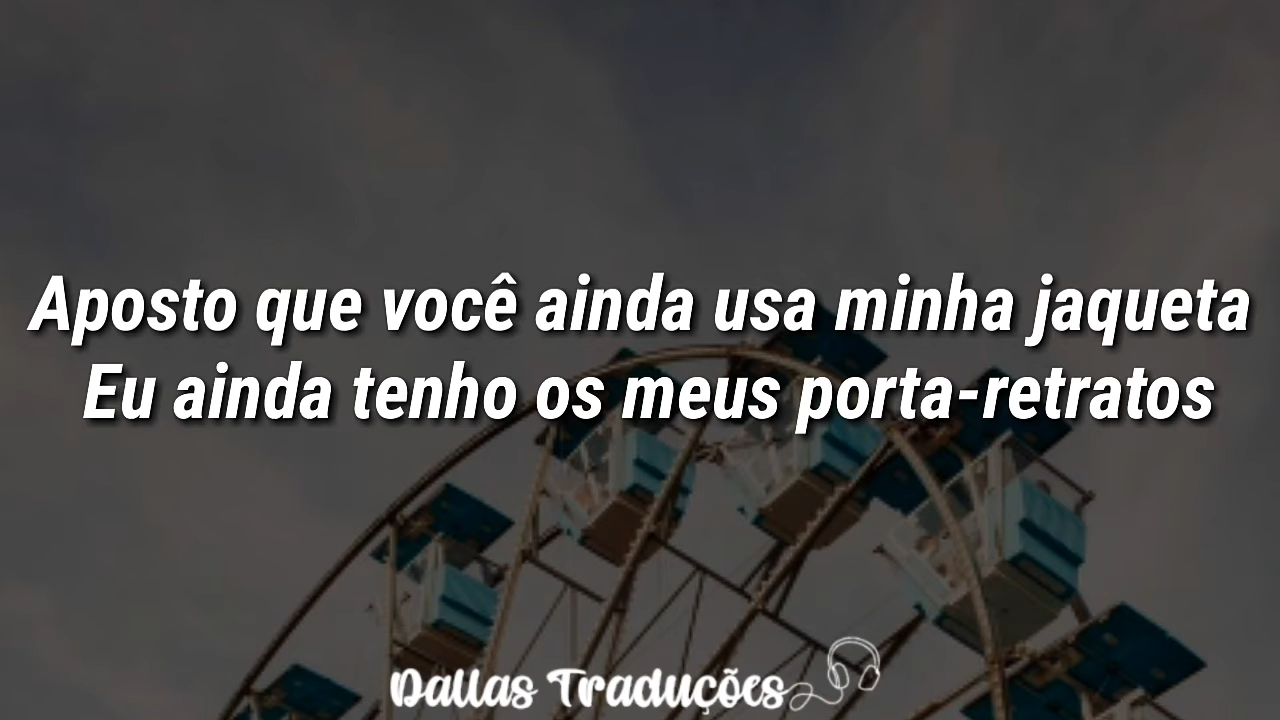 Aposto que você ainda usa minha jaqueta
Eu ainda tenho os meus porta-retratos
Dallas Traduções